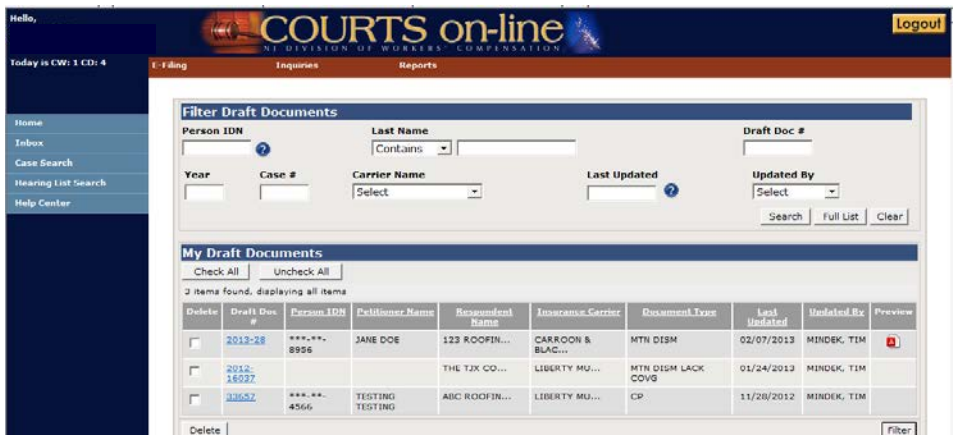 Hello,
COURTS on-line
NJ DIVISION OF WORKERS' COMPENSATION
Logout
Today is CW: 1 CD: 4
E-Filing Inquiries Reports
Home
Inbox
Case Search
Hearing List Search
Help Center
Filter Draft Documents
Person IDN Last Name Draft Doc #
Contains
Year Case # Carrier Name Last Updated Updated By
Select Select
Search Full List Clear
My Draft Documents
Check All Uncheck All
3 items found, displaying all items
Delete Draft Doc # Person IDN Petitioner Name Respondent Name Insurance Carrier Document Type Last Updated Updated By Preview
2013-28 ***-**-8956 JANE DOE 123 ROOFIN... CARROON & BLAC... MTN DISM 02/07/2013 MINDEK, TIM
2012-16037 THE TJX CO... LIBERTY MU... MTN DISM LACK COVG 01/24/2013 MINDEK, TIM
33657 ***-**-4566 TESTING TESTING ABC ROOFIN... LIBERTY MU... CP 11/28/2012 MINDEK, TIM
Delete Filter